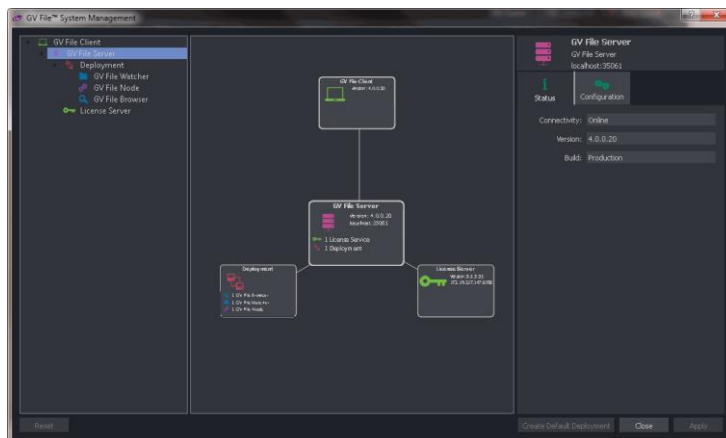 GV File™ System Management
GV File Client
GV File Server
Deployment
GV File Watcher
GV File Node
GV File Browser
License Server
GV File Client
Version: 4.0.0.20
GV File Server
Version: 4.0.0.20
localhost:35061
1 License Service
1 Deployment
Deployment
1 GV File Browser
1 GV File Watcher
1 GV File Node
License Server
GV File Server
GV File Server
localhost:35061
Status
Configuration
Connectivity: Online
Version: 4.0.0.20
Build: Production
Reset
Create Default Deployment
Close
Apply